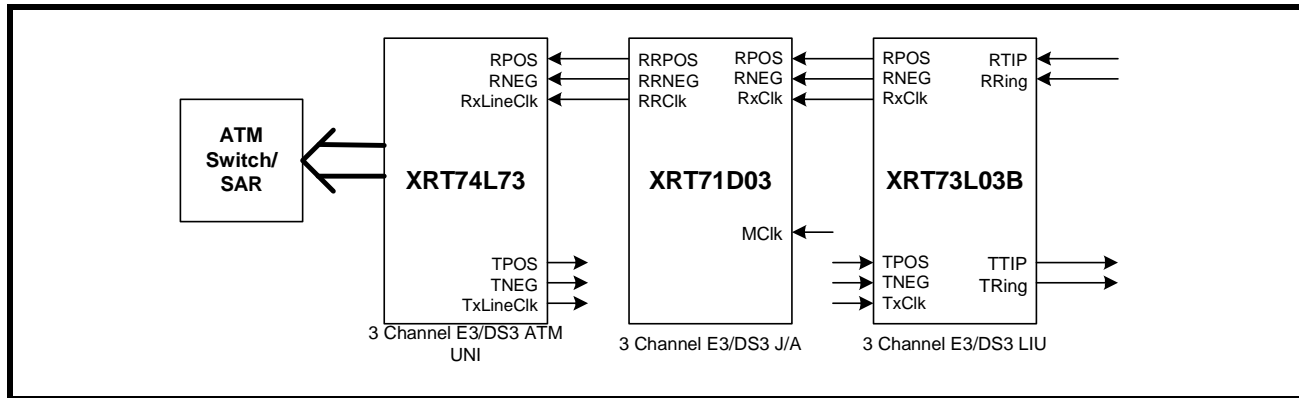 ATM
Switch/
SAR
RPOS
RNEG
RxLineClk
XRT74L73
TPOS
TNEG
TxLineClk
3 Channel E3/DS3 ATM
UNI
RRPOS
RRNEG
RRClk
RPOS
RNEG
RxClk
XRT71D03
MClk
3 Channel E3/DS3 J/A
RPOS
RNEG
RxClk
RTIP
RRing
XRT73L03B
TPOS
TNEG
TxClk
TTIP
TRing
3 Channel E3/DS3 LIU